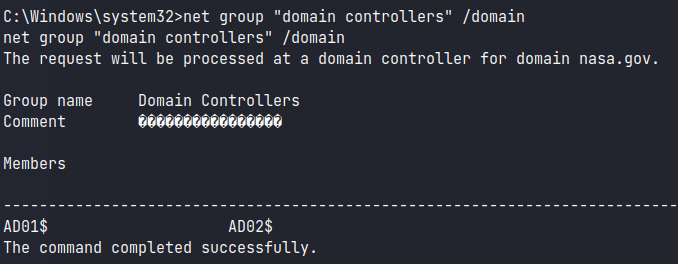 C:\Windows\system32>net group "domain controllers" /domain
net group "domain controllers" /domain
The request will be processed at a domain controller for domain nasa.gov.
Group name     Domain Controllers
Comment        �������������������
Members
-------------------------------------------------------------------------------
AD01$                    AD02$
The command completed successfully.